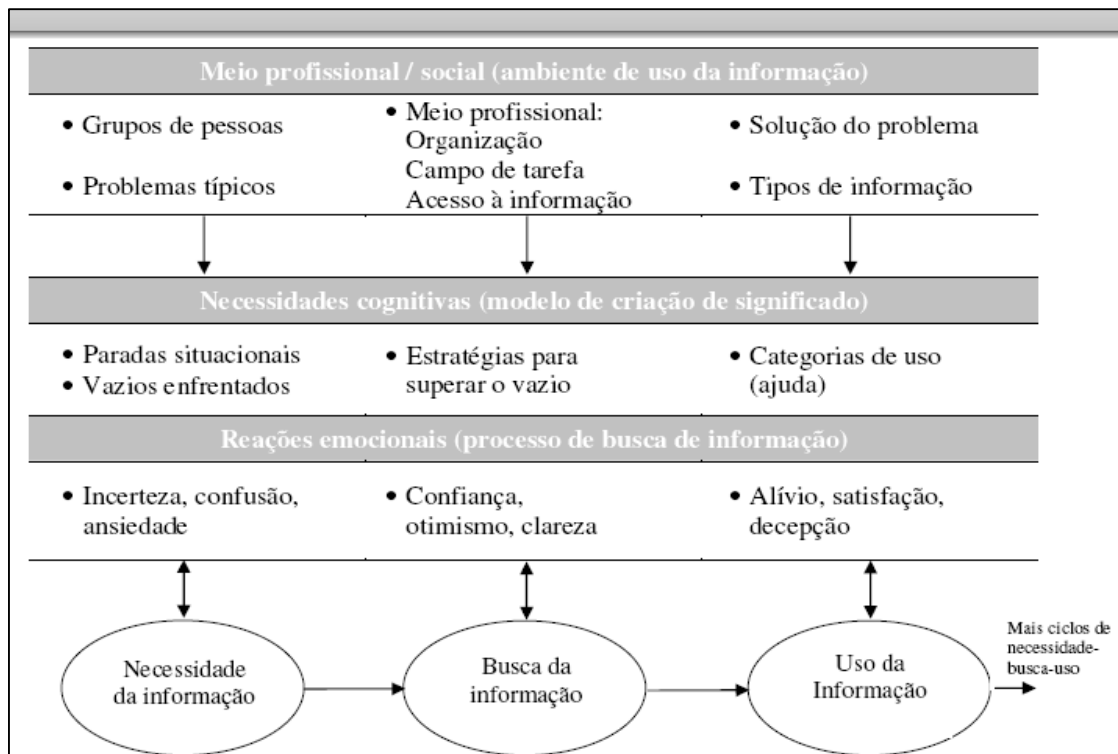 Meio profissional / social (ambiente de uso da informação)
• Grupos de pessoas
• Problemas típicos
• Meio profissional:
Organização
Campo de tarefa
Acesso à informação
• Solução do problema
• Tipos de informação
Necessidades cognitivas (modelo de criação de significado)
• Paradas situacionais
• Vazios enfrentados
• Estratégias para
superar o vazio
• Categorias de uso
(ajuda)
Reações emocionais (processo de busca de informação)
• Incerteza, confusão,
ansiedade
• Confiança,
otimismo, clareza
• Alívio, satisfação,
decepção
Necessidade
da informação
Busca da
informação
Uso da
Informação
Mais ciclos de
necessidade-
busca-uso